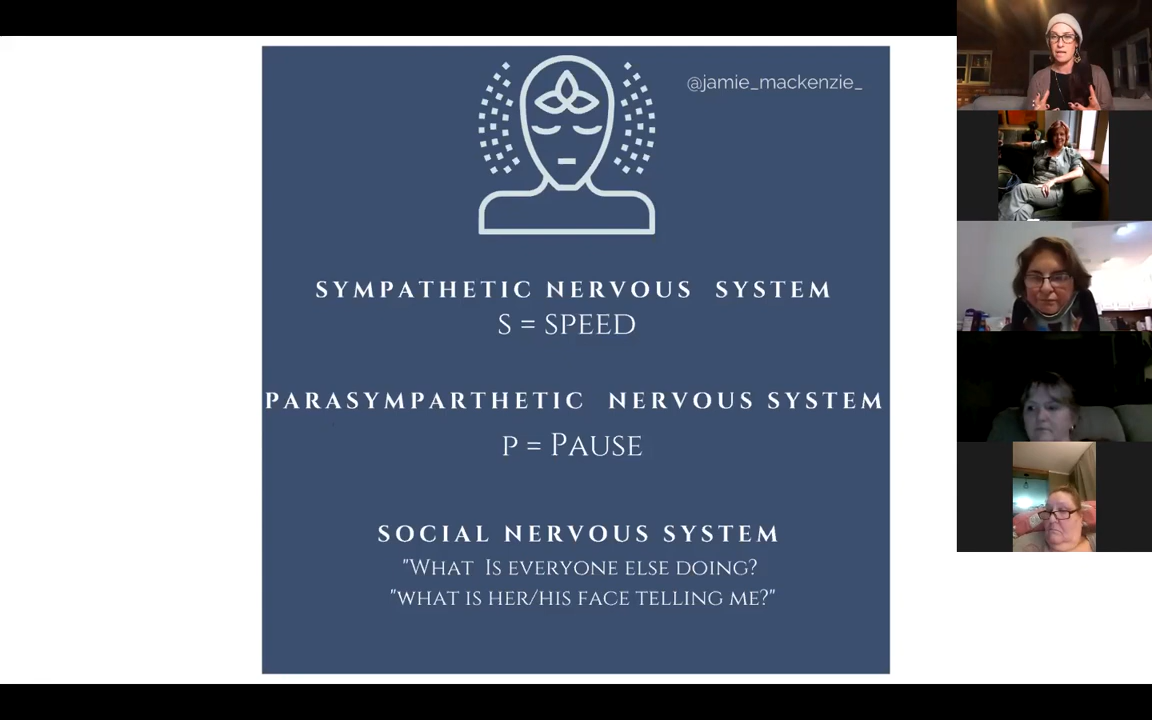 @jamie_mackenzie_
SYMPATHETIC NERVOUS SYSTEM
S = SPEED
PARASYMPARTHETIC NERVOUS SYSTEM
P = PAUSE
SOCIAL NERVOUS SYSTEM
"WHAT IS EVERYONE ELSE DOING?
"WHAT IS HER/HIS FACE TELLING ME?"